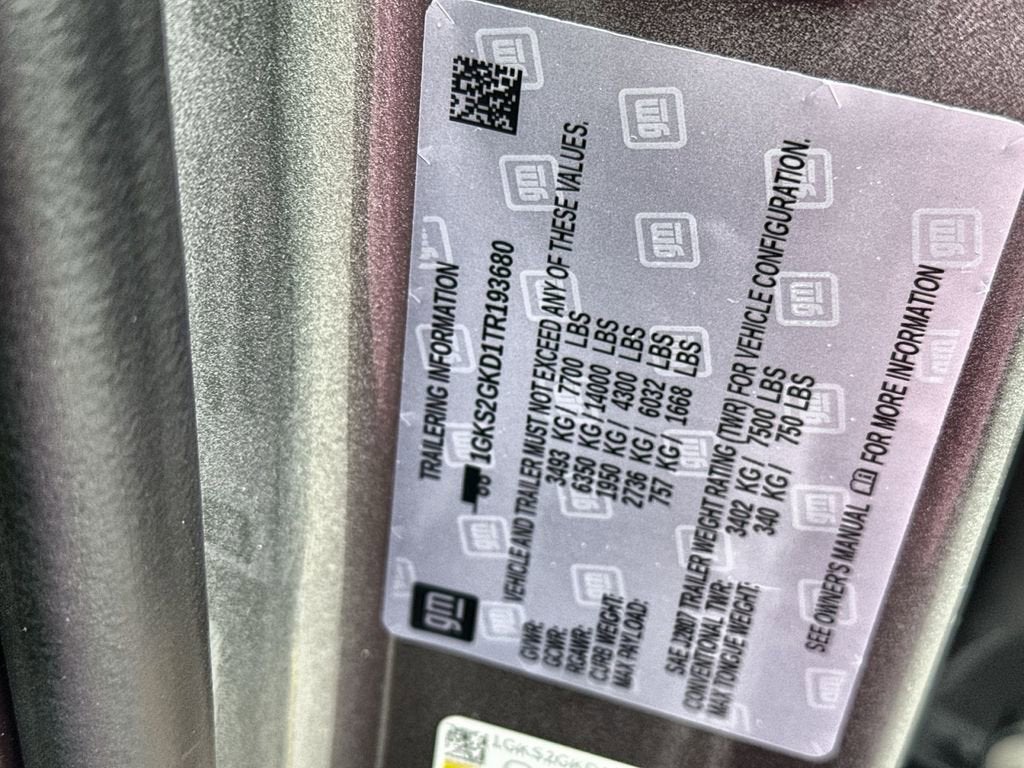 gm
TRAILERING INFORMATION
1GKS2GKD1TR193680
VEHICLE AND TRAILER MUST NOT EXCEED ANY OF THESE VALUES.
GVWR: 3493 KG / 7700 LBS
GCWR: 6350 KG / 14000 LBS
RGAWR: 1950 KG / 4300 LBS
CURB WEIGHT: 2736 KG / 6032 LBS
MAX PAYLOAD: 757 KG / 1668 LBS
SAE J2807 TRAILER WEIGHT RATING (TWR) FOR VEHICLE CONFIGURATION.
CONVENTIONAL TWR: 3402 KG / 7500 LBS
MAX TONGUE WEIGHT: 340 KG / 750 LBS
SEE OWNER'S MANUAL FOR MORE INFORMATION
1GKS2GKD